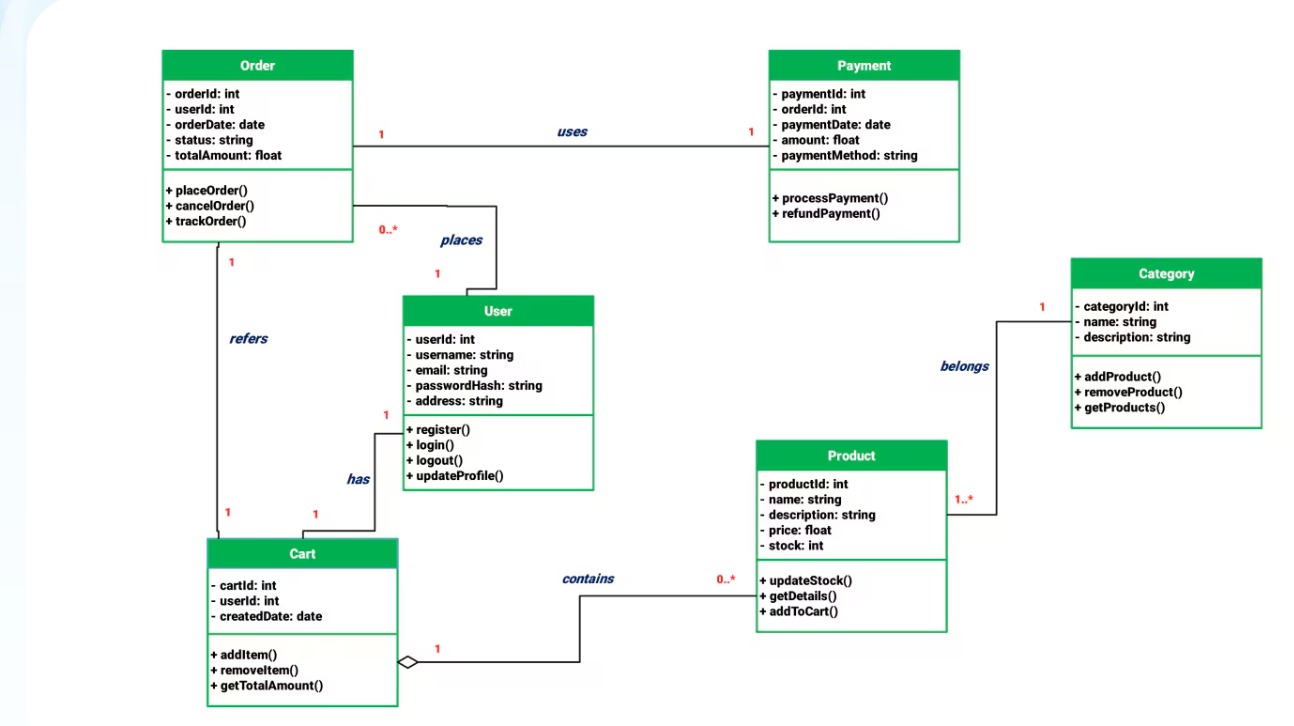 Order
- orderId: int
- userId: int
- orderDate: date
- status: string
- totalAmount: float
+ placeOrder()
+ cancelOrder()
+ trackOrder()
1
uses
1
Payment
- paymentId: int
- orderId: int
- paymentDate: date
- amount: float
- paymentMethod: string
+ processPayment()
+ refundPayment()
0..*
places
1
1
refers
1
User
- userId: int
- username: string
- email: string
- passwordHash: string
- address: string
+ register()
+ login()
+ logout()
+ updateProfile()
1
has
1
Category
- categoryId: int
- name: string
- description: string
+ addProduct()
+ removeProduct()
+ getProducts()
1
belongs
1..*
Product
- productId: int
- name: string
- description: string
- price: float
- stock: int
+ updateStock()
+ getDetails()
+ addToCart()
Cart
- cartId: int
- userId: int
- createdDate: date
+ addItem()
+ removeItem()
+ getTotalAmount()
1
contains
0..*